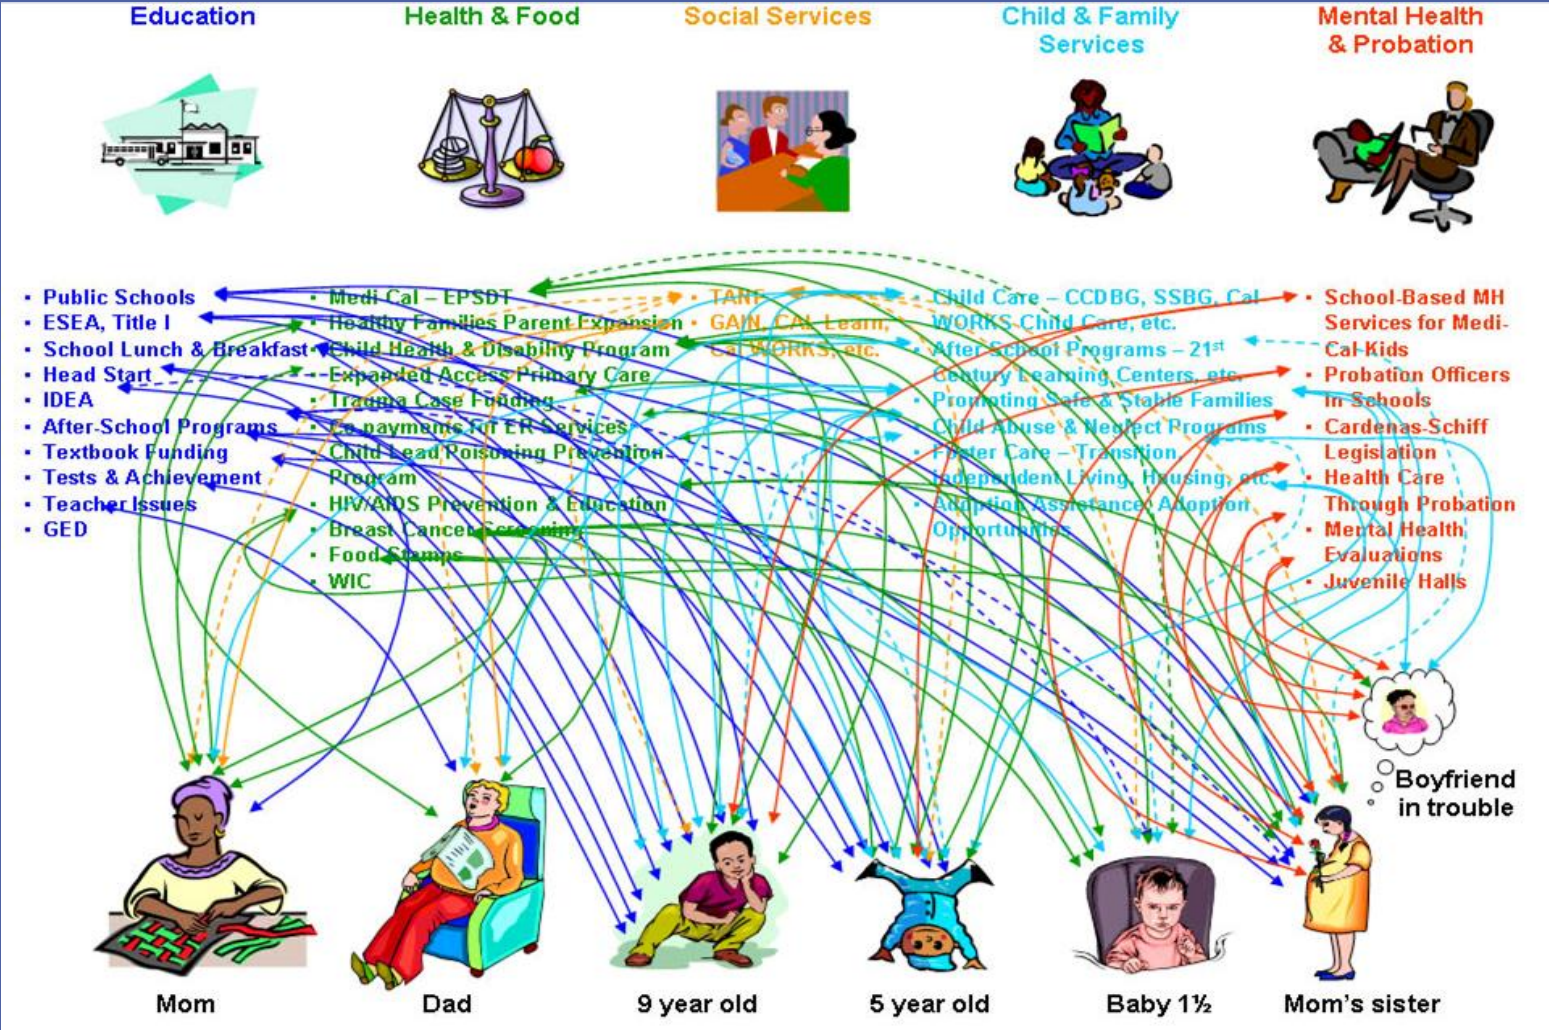 Education
Health & Food
Social Services
Child & Family
Services
Mental Health
& Probation
▪ Public Schools
▪ ESEA, Title I
▪ School Lunch & Breakfast
▪ Head Start
▪ IDEA
▪ After-School Programs
▪ Textbook Funding
▪ Tests & Achievement
▪ Teacher Issues
▪ GED
▪ Medi Cal – EPSDT
▪ Healthy Families Parent Expansion
▪ Child Health & Disability Program
▪ Expanded Access Primary Care
▪ Trauma Case Funding
▪ Co-payments for ER Services
▪ Child Lead Poisoning Prevention
Program
▪ HIV/AIDS Prevention & Education
▪ Breast Cancer Screening
▪ Food Stamps
▪ WIC
▪ TANF
▪ GAIN, CAL Learn,
Cal WORKS, etc.
▪ Child Care – CCDBG, SSBG, Cal
WORKS Child Care, etc.
▪ After School Programs – 21st
Century Learning Centers, etc.
▪ Promoting Safe & Stable Families
▪ Child Abuse & Neglect Programs
▪ Foster Care – Transition,
Independent Living, Housing, etc.
▪ Adoption Assistance, Adoption
Opportunities
▪ School-Based MH
Services for Medi-
Cal Kids
▪ Probation Officers
in Schools
▪ Cardenas-Schiff
Legislation
▪ Health Care
Through Probation
▪ Mental Health
Evaluations
▪ Juvenile Halls
Boyfriend
in trouble
Mom
Dad
9 year old
5 year old
Baby 1½
Mom's sister